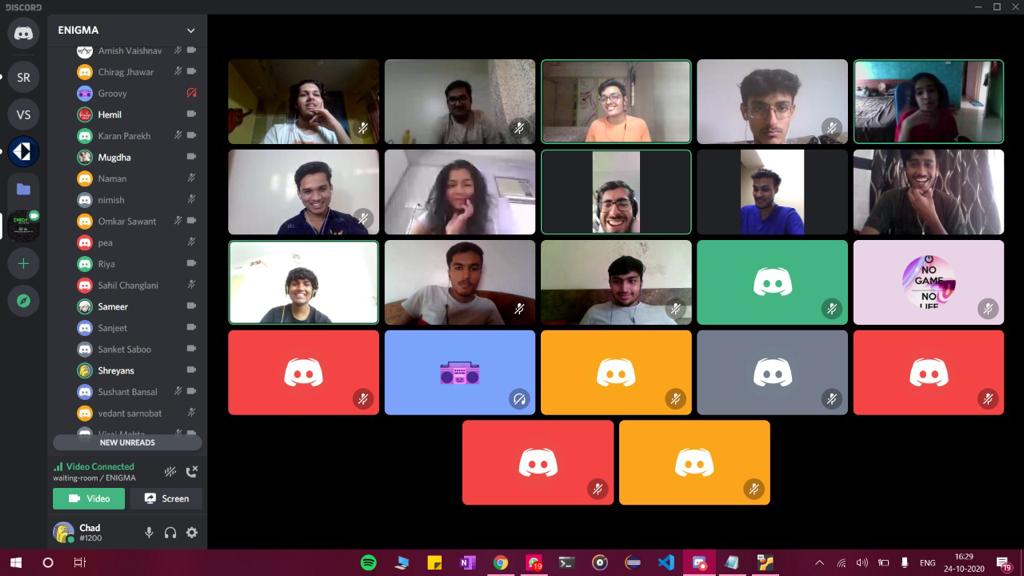 DISCORD
ENIGMA
SR
VS
Amish Vaishnav
Chirag Jhawar
Groovy
Hemil
Karan Parekh
Mugdha
Naman
nimish
Omkar Sawant
pea
Riya
Sahil Changlani
Sameer
Sanjeet
Sanket Saboo
Shreyans
Sushant Bansal
vedant sarnobat
Viraj Mehta
NEW UNREADS
Video Connected
waiting-room / ENIGMA
Video
Screen
Chad
#1200
NO
GAME
NO
LIFE
19
ENG
16:29
24-10-2020
19